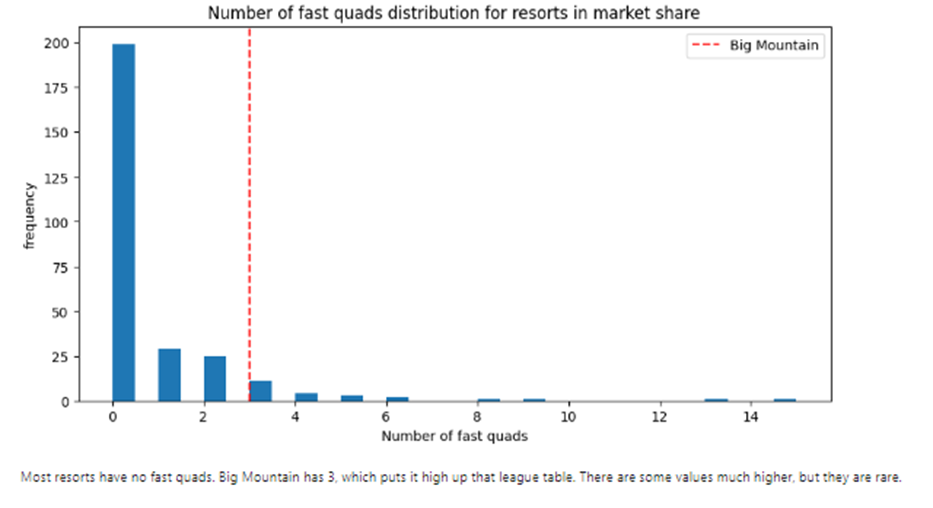 Number of fast quads distribution for resorts in market share
Big Mountain
200
175
150
125
100
75
50
25
0
frequency
0 2 4 6 8 10 12 14
Number of fast quads
Most resorts have no fast quads. Big Mountain has 3, which puts it high up that league table. There are some values much higher, but they are rare.